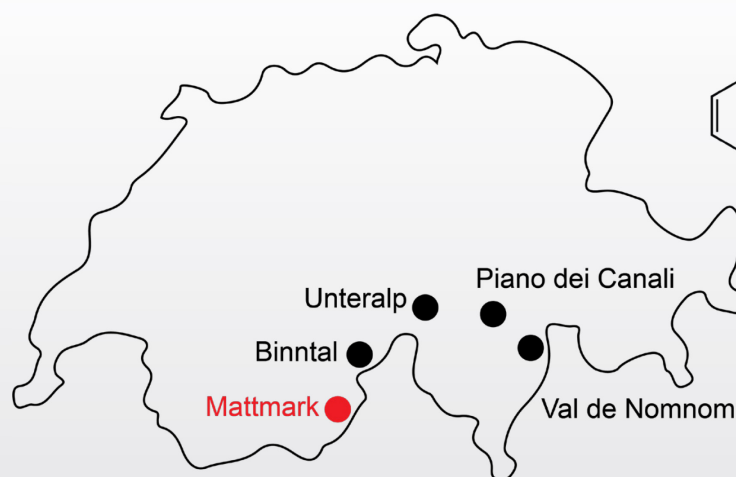 Piano dei Canali
Unteralp
Binntal
Mattmark
Val de Nomnom